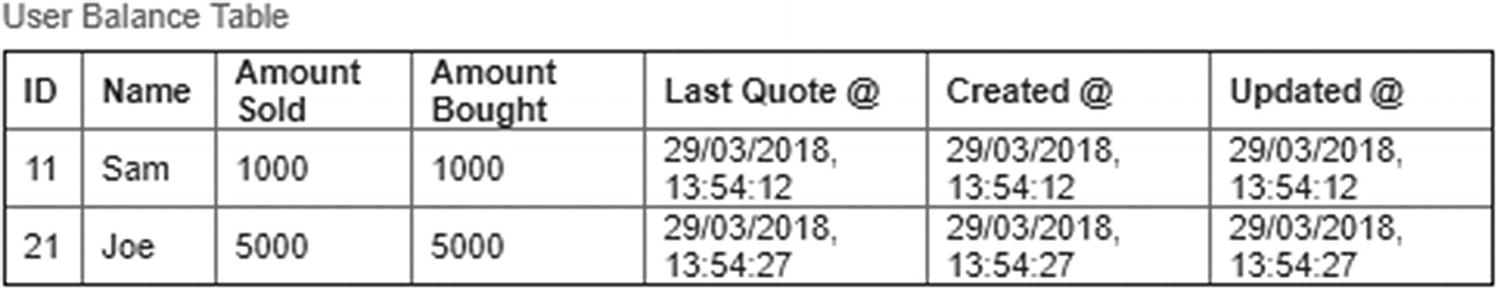 User Balance Table
ID Name Amount Sold Amount Bought Last Quote @ Created @ Updated @
11 Sam 1000 1000 29/03/2018, 13:54:12 29/03/2018, 13:54:12 29/03/2018, 13:54:12
21 Joe 5000 5000 29/03/2018, 13:54:27 29/03/2018, 13:54:27 29/03/2018, 13:54:27